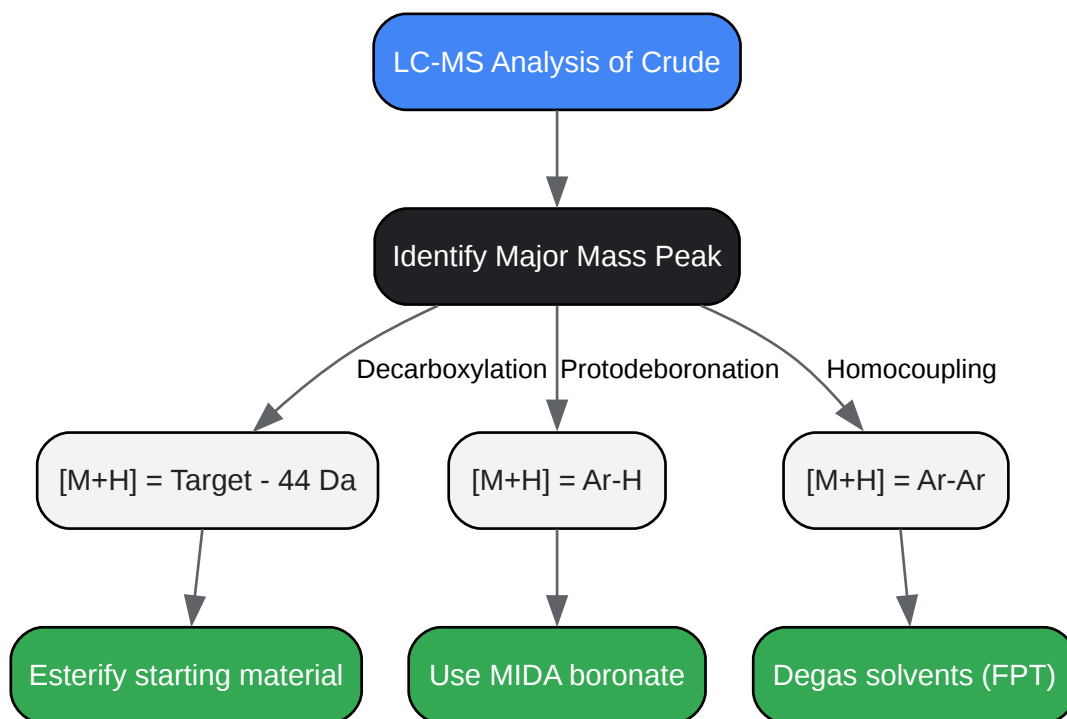 LC-MS Analysis of Crude
Identify Major Mass Peak
Decarboxylation
Protodeboronation
Homocoupling
[M+H] = Target - 44 Da
[M+H] = Ar-H
[M+H] = Ar-Ar
Esterify starting material
Use MIDA boronate
Degas solvents (FPT)